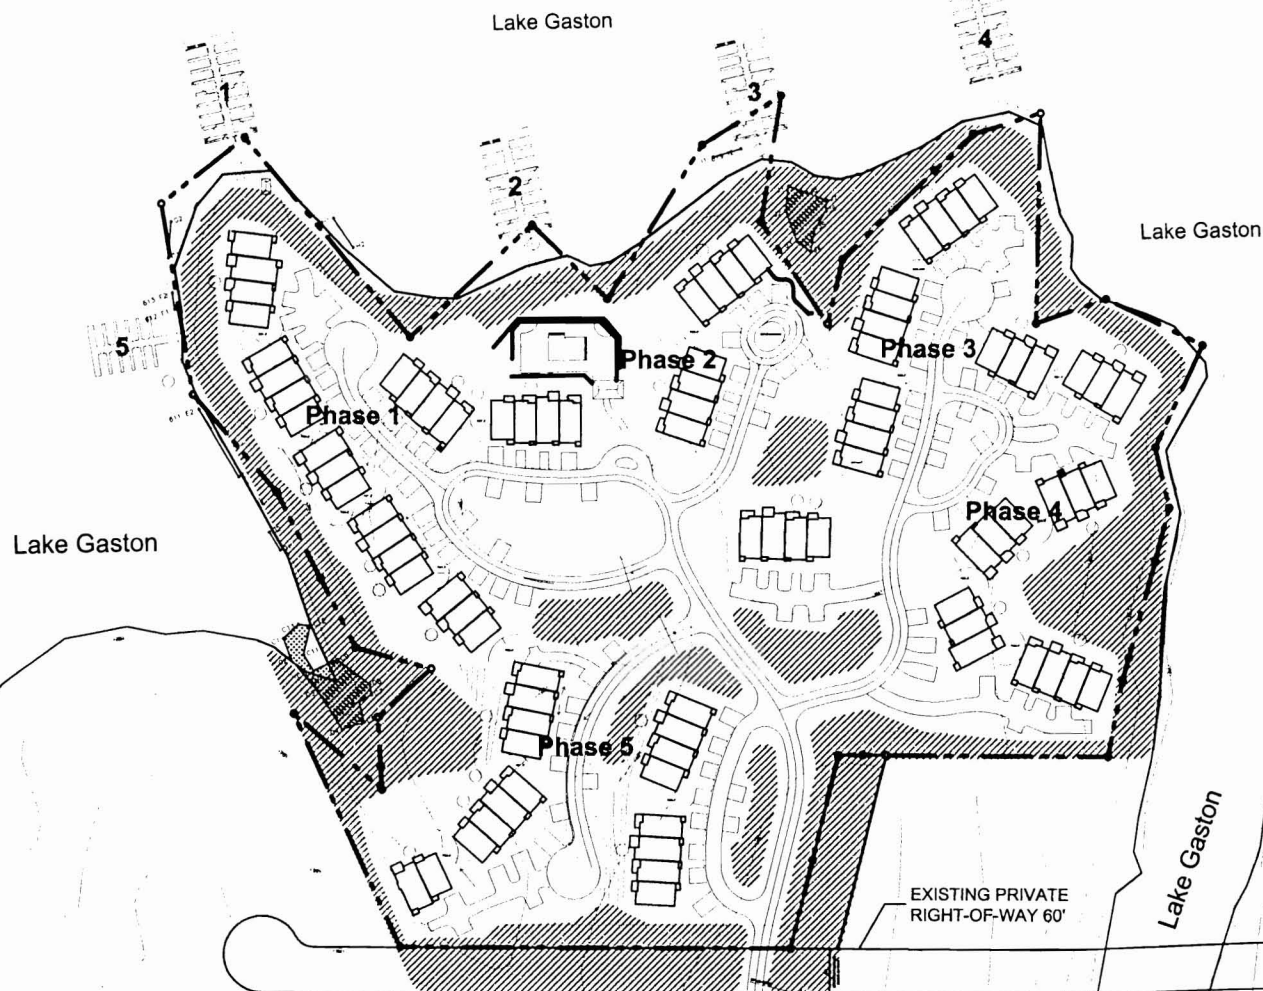 Lake Gaston
4
1
3
2
Lake Gaston
5
Phase 2
Phase 3
Phase 1
Phase 4
Lake Gaston
Phase 5
Lake Gaston
EXISTING PRIVATE
RIGHT-OF-WAY 60'